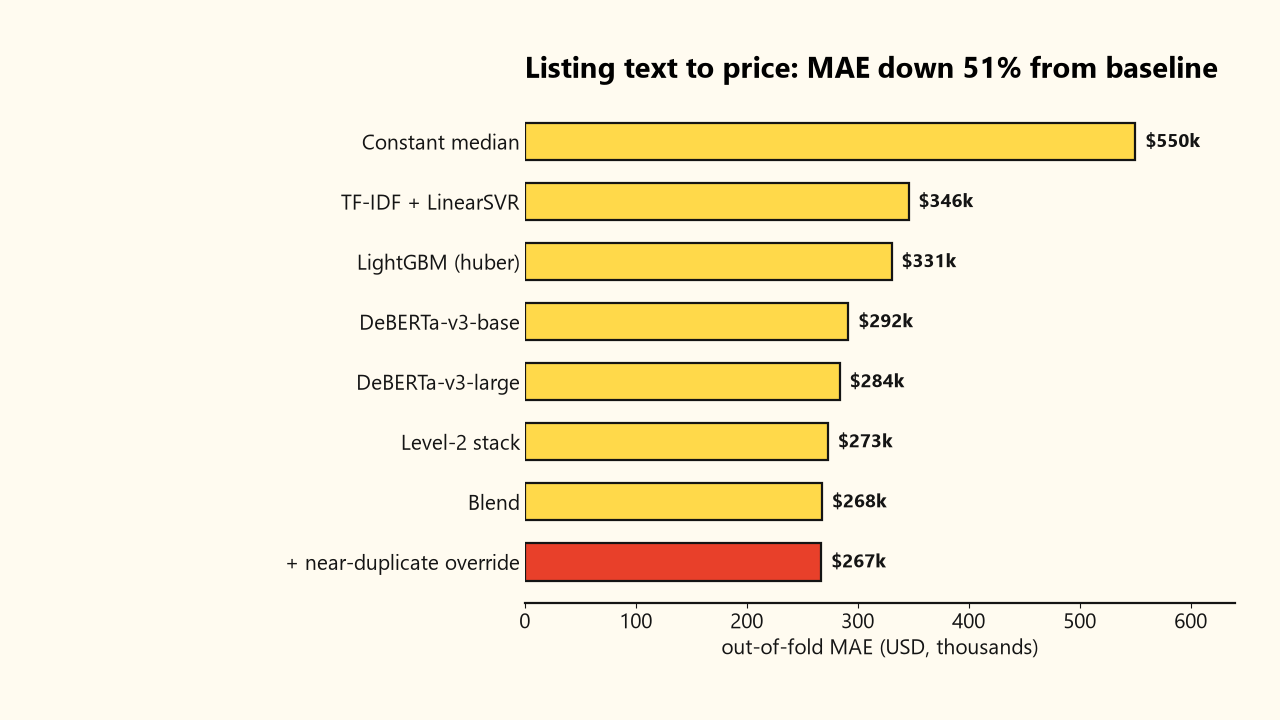 Listing text to price: MAE down 51% from baseline
Constant median $550k
TF-IDF + LinearSVR $346k
LightGBM (huber) $331k
DeBERTa-v3-base $292k
DeBERTa-v3-large $284k
Level-2 stack $273k
Blend $268k
+ near-duplicate override $267k
0 100 200 300 400 500 600
out-of-fold MAE (USD, thousands)